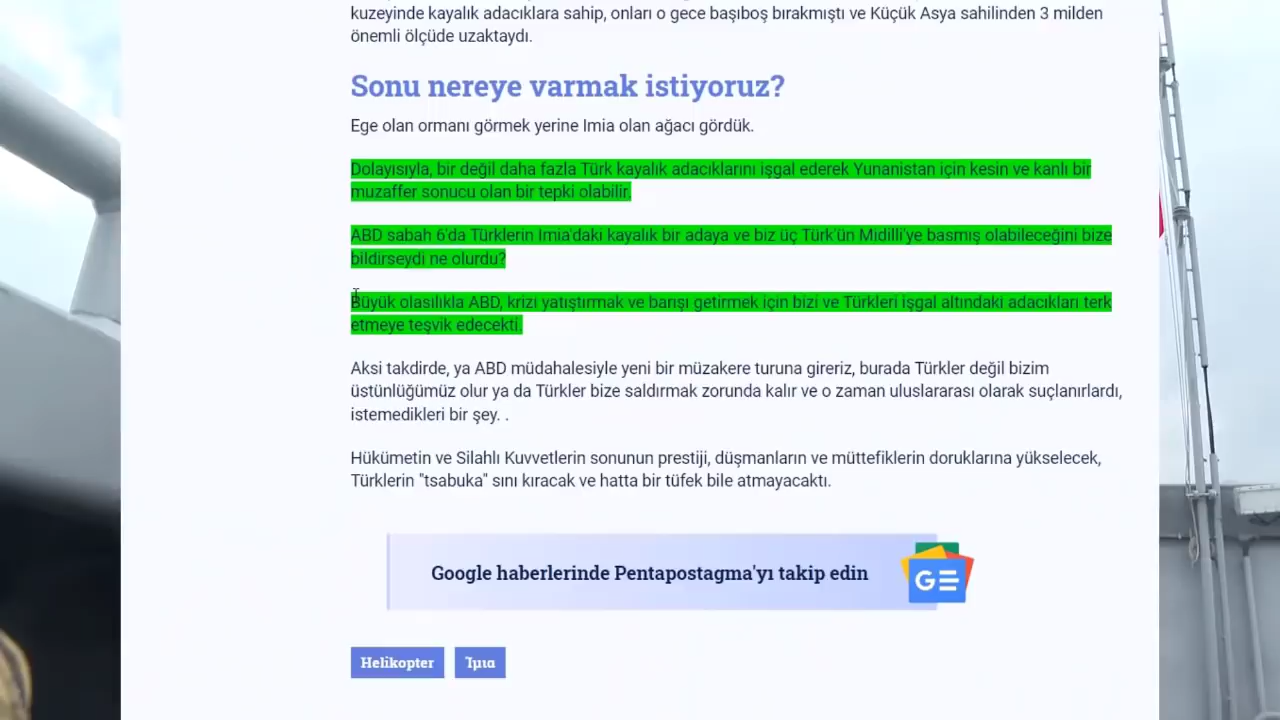 kuzeyinde kayalık adacıklara sahip, onları o gece başıboş bırakmıştı ve Küçük Asya sahilinden 3 milden
önemli ölçüde uzaktaydı.
Sonu nereye varmak istiyoruz?
Ege olan ormanı görmek yerine Imia olan ağacı gördük.
Dolayısıyla, bir değil daha fazla Türk kayalık adacıklarını işgal ederek Yunanistan için kesin ve kanlı bir
muzaffer sonucu olan bir tepki olabilir.
ABD sabah 6'da Türklerin Imia'daki kayalık bir adaya ve biz üç Türk'ün Midilli'ye basmış olabileceğini bize
bildirseydi ne olurdu?
Büyük olasılıkla ABD, krizi yatıştırmak ve barışı getirmek için bizi ve Türkleri işgal altındaki adacıkları terk
etmeye teşvik edecekti.
Aksi takdirde, ya ABD müdahalesiyle yeni bir müzakere turuna gireriz, burada Türkler değil bizim
üstünlüğümüz olur ya da Türkler bize saldırmak zorunda kalır ve o zaman uluslararası olarak suçlanırlardı,
istemedikleri bir şey. .
Hükümetin ve Silahlı Kuvvetlerin sonunun prestiji, düşmanların ve müttefiklerin doruklarına yükselecek,
Türklerin "tsabuka" sını kıracak ve hatta bir tüfek bile atmayacaktı.
Google haberlerinde Pentapostagma'yı takip edin
G
Helikopter Ίμια